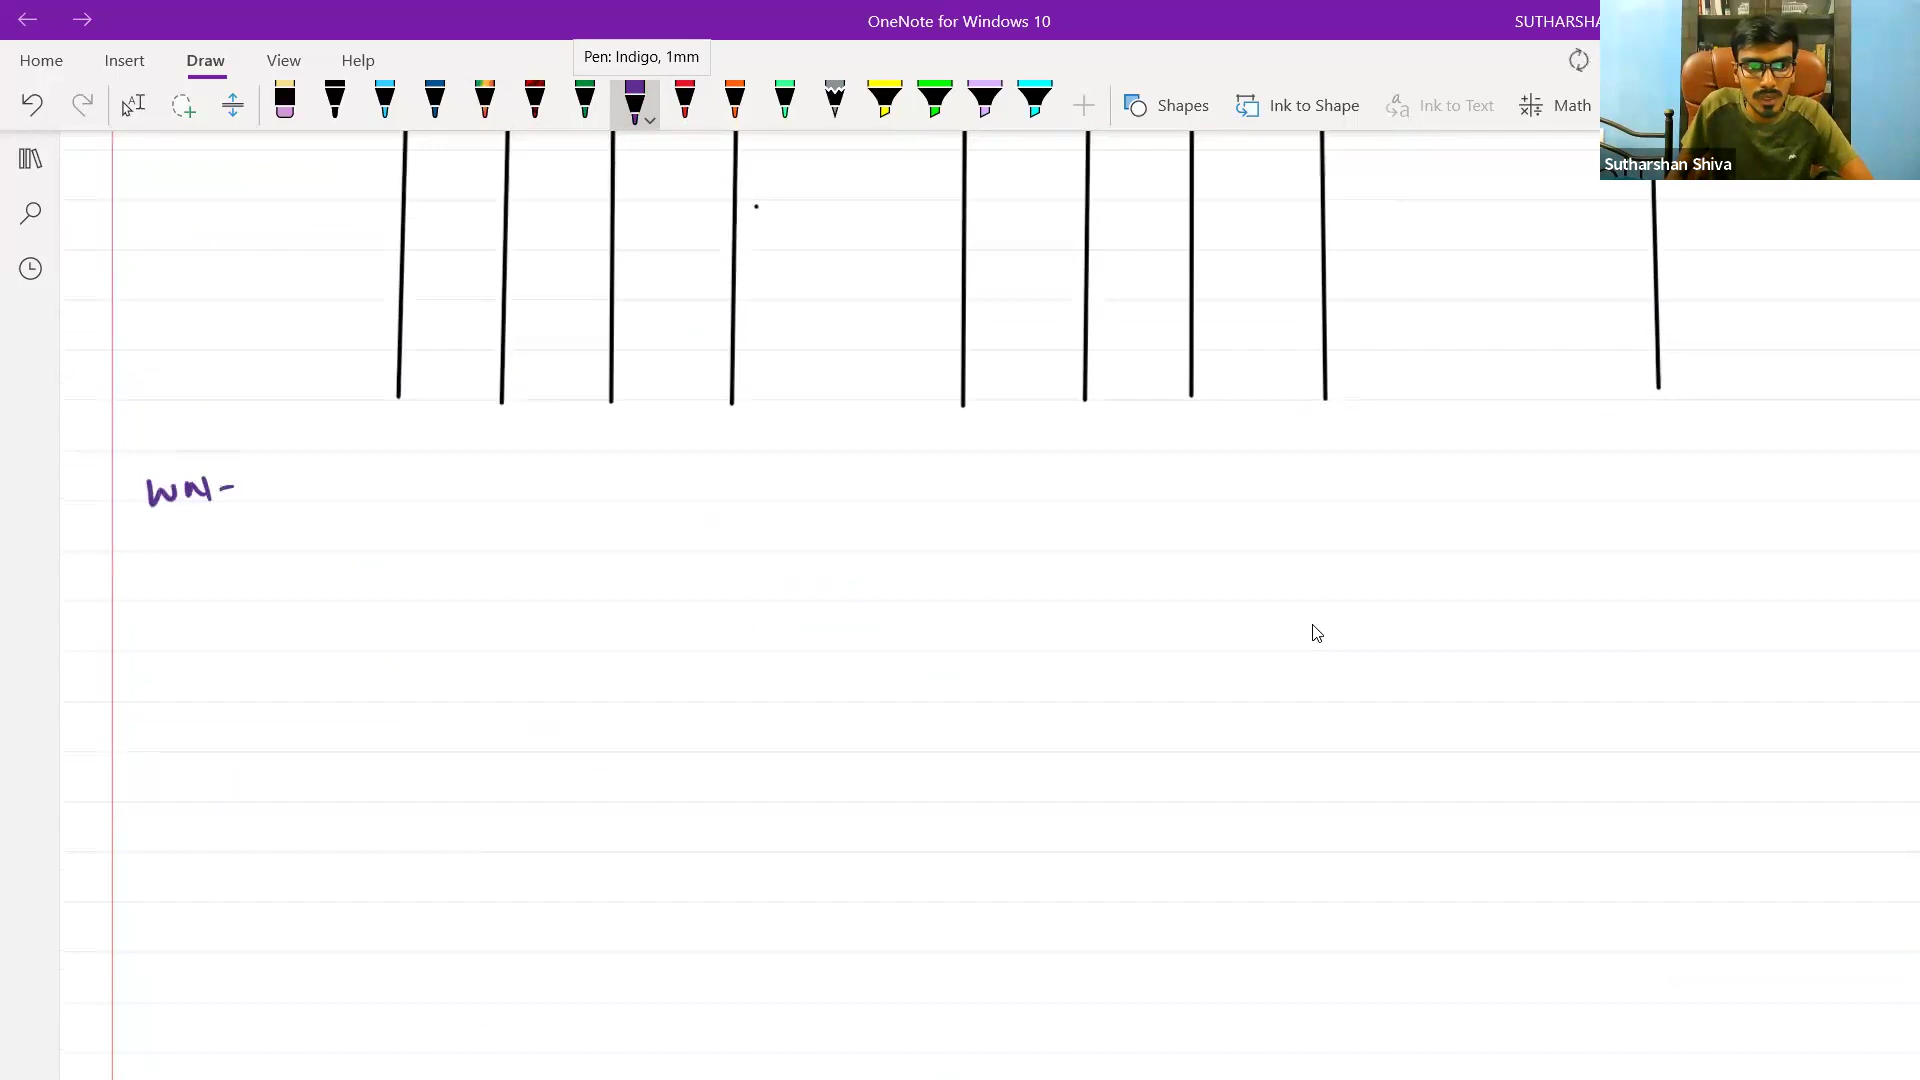 OneNote for Windows 10
SUTHARSHA
Pen: Indigo, 1mm
Home Insert Draw View Help
Shapes Ink to Shape Ink to Text Math
Sutharshan Shiva
WN-